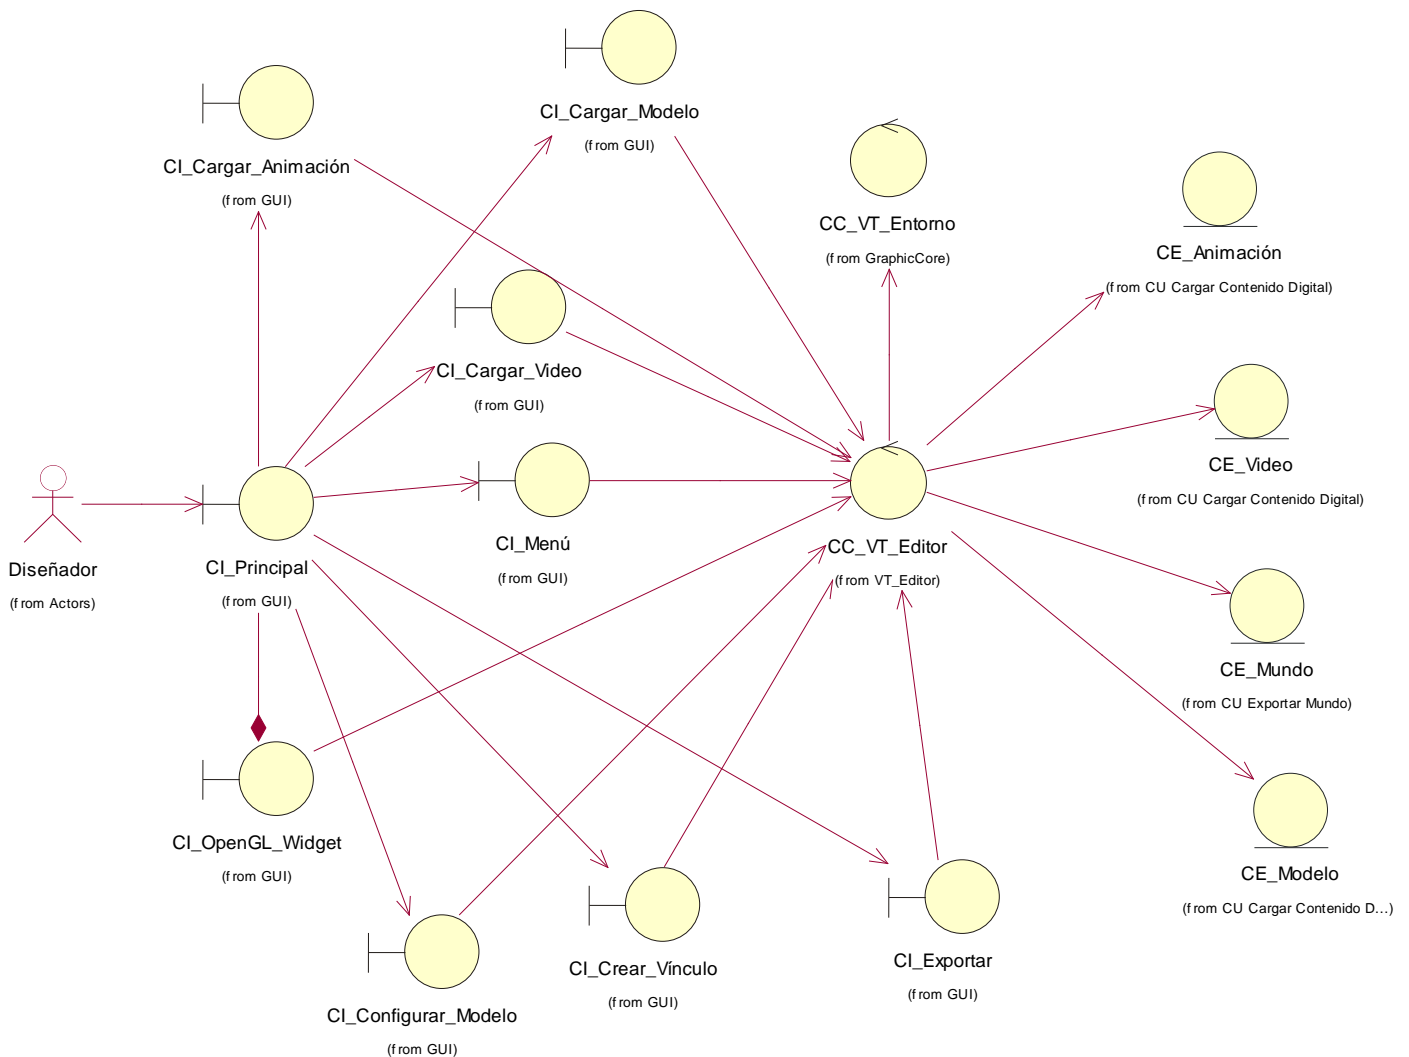 CI_Cargar_Modelo
(from GUI)
CI_Cargar_Animación
(from GUI)
CC_VT_Entorno
(from GraphicCore)
CE_Animación
(from CU Cargar Contenido Digital)
CI_Cargar_Video
(from GUI)
CE_Video
(from CU Cargar Contenido Digital)
CI_Menú
(from GUI)
CC_VT_Editor
(from VT_Editor)
Diseñador
(from Actors)
CI_Principal
(from GUI)
CE_Mundo
(from CU Exportar Mundo)
CI_OpenGL_Widget
(from GUI)
CE_Modelo
(from CU Cargar Contenido D...)
CI_Crear_Vínculo
(from GUI)
CI_Exportar
(from GUI)
CI_Configurar_Modelo
(from GUI)